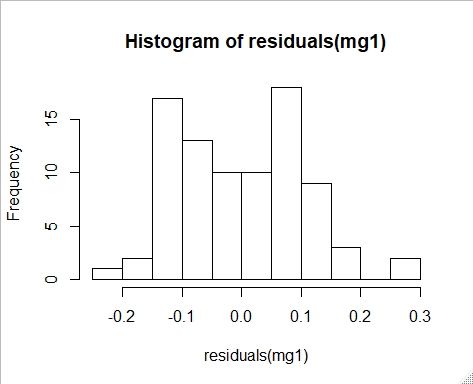 Histogram of residuals(mg1)
Frequency
15
10
5
0
-0.2 -0.1 0.0 0.1 0.2 0.3
residuals(mg1)